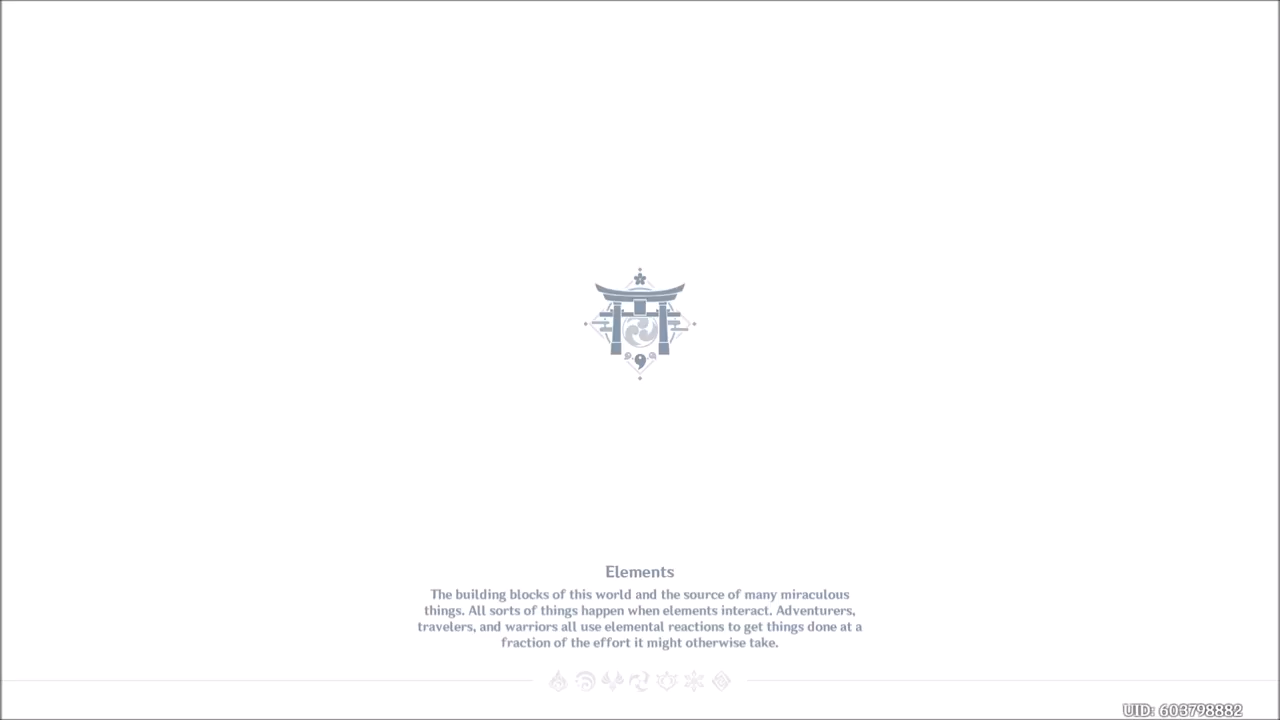 Elements
The building blocks of this world and the source of many miraculous
things. All sorts of things happen when elements interact. Adventurers,
travelers, and warriors all use elemental reactions to get things done at a
fraction of the effort it might otherwise take.
UID: 603798882